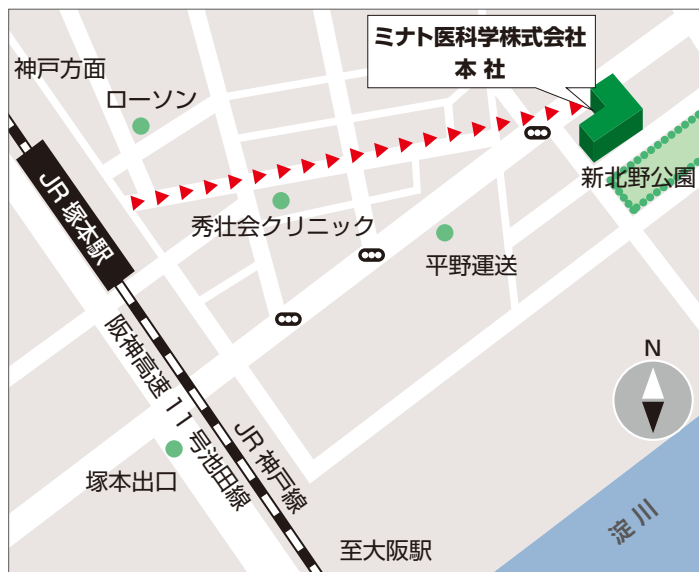 ミナト医科学株式会社
本 社
神戸方面
ローソン
JR 塚本駅
新北野公園
秀壮会クリニック
平野運送
N
阪神高速 11 号池田線
JR 神戸線
塚本出口
至大阪駅
淀川